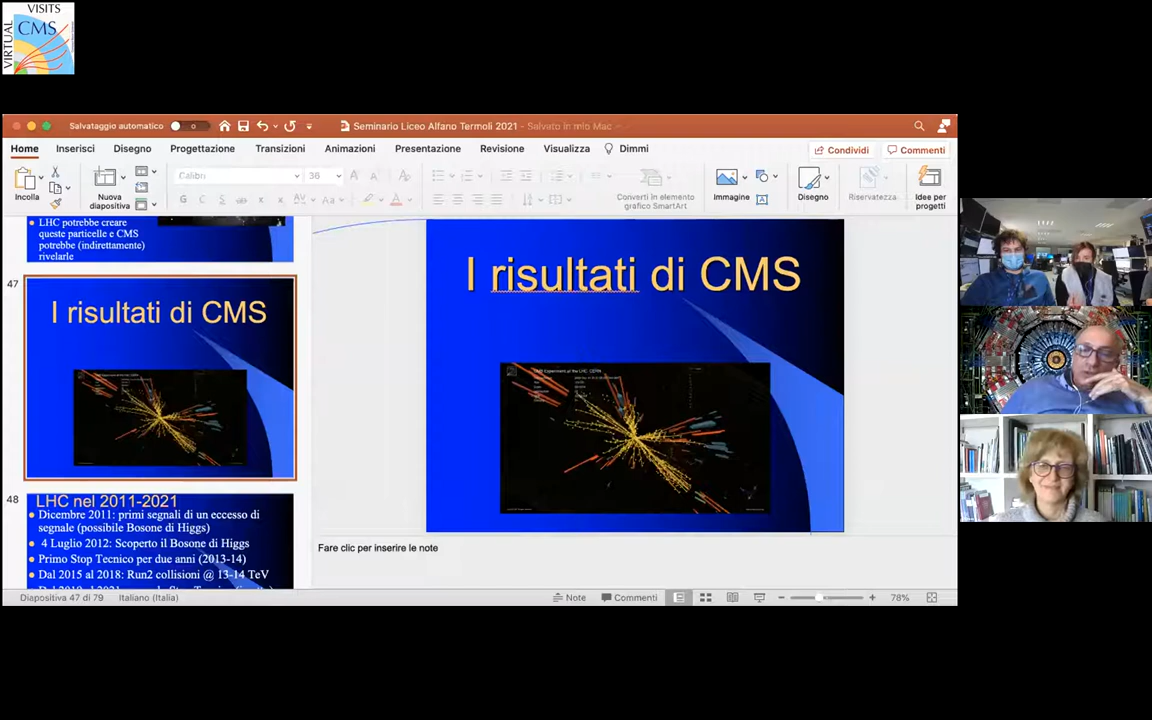 VISITS
CMS
VIRTUAL
Salvataggio automatico
Seminario Liceo Alfano Termoli 2021 - Salvato in mio Mac
Home Inserisci Disegno Progettazione Transizioni Animazioni Presentazione Revisione Visualizza Dimmi Condividi Commenti
Calibri 36
Incolla
Nuova diapositiva
G C S
Converti in elemento grafico SmartArt
Immagine
Disegno
Riservatezza
Idee per progetti
LHC potrebbe creare
queste particelle e CMS
potrebbe (indirettamente)
rivelarle
47
I risultati di CMS
48
LHC nel 2011-2021
Dicembre 2011: primi segnali di un eccesso di
segnale (possibile Bosone di Higgs)
4 Luglio 2012: Scoperto il Bosone di Higgs
Primo Stop Tecnico per due anni (2013-14)
Dal 2015 al 2018: Run2 collisioni @ 13-14 TeV
I risultati di CMS
CMS Experiment at the LHC, CERN
Fare clic per inserire le note
Diapositiva 47 di 79 Italiano (Italia) Note Commenti 78%